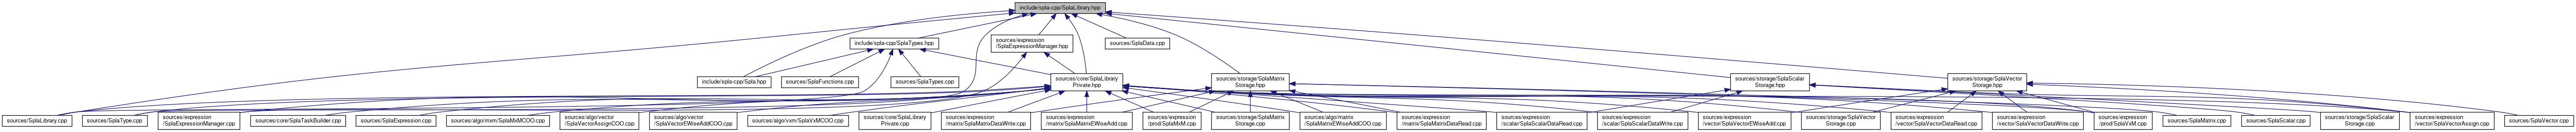 include/spla-cpp/SplaLibrary.hpp
include/spla-cpp/SplaTypes.hpp
sources/expression
/SplaExpressionManager.hpp
sources/SplaData.cpp
include/spla-cpp/Spla.hpp
sources/SplaFunctions.cpp
sources/SplaTypes.cpp
sources/core/SplaLibrary
Private.hpp
sources/storage/SplaMatrix
Storage.hpp
sources/storage/SplaScalar
Storage.hpp
sources/storage/SplaVector
Storage.hpp
sources/SplaLibrary.cpp
sources/SplaType.cpp
sources/expression
/SplaExpressionManager.cpp
sources/core/SplaTaskBuilder.cpp
sources/SplaExpression.cpp
sources/algo/mxm/SplaMxMCOO.cpp
sources/algo/vector
/SplaVectorAssignCOO.cpp
sources/algo/vector
/SplaVectorEWiseAddCOO.cpp
sources/algo/vxm/SplaVxMCOO.cpp
sources/core/SplaLibrary
Private.cpp
sources/expression
/matrix/SplaMatrixDataWrite.cpp
sources/expression
/matrix/SplaMatrixEWiseAdd.cpp
sources/expression
/prod/SplaMxM.cpp
sources/storage/SplaMatrix
Storage.cpp
sources/algo/matrix
/SplaMatrixEWiseAddCOO.cpp
sources/expression
/matrix/SplaMatrixDataRead.cpp
sources/expression
/scalar/SplaScalarDataRead.cpp
sources/expression
/scalar/SplaScalarDataWrite.cpp
sources/expression
/vector/SplaVectorEWiseAdd.cpp
sources/storage/SplaVector
Storage.cpp
sources/expression
/vector/SplaVectorDataRead.cpp
sources/expression
/vector/SplaVectorDataWrite.cpp
sources/expression
/prod/SplaVxM.cpp
sources/SplaMatrix.cpp
sources/SplaScalar.cpp
sources/storage/SplaScalar
Storage.cpp
sources/expression
/vector/SplaVectorAssign.cpp
sources/SplaVector.cpp